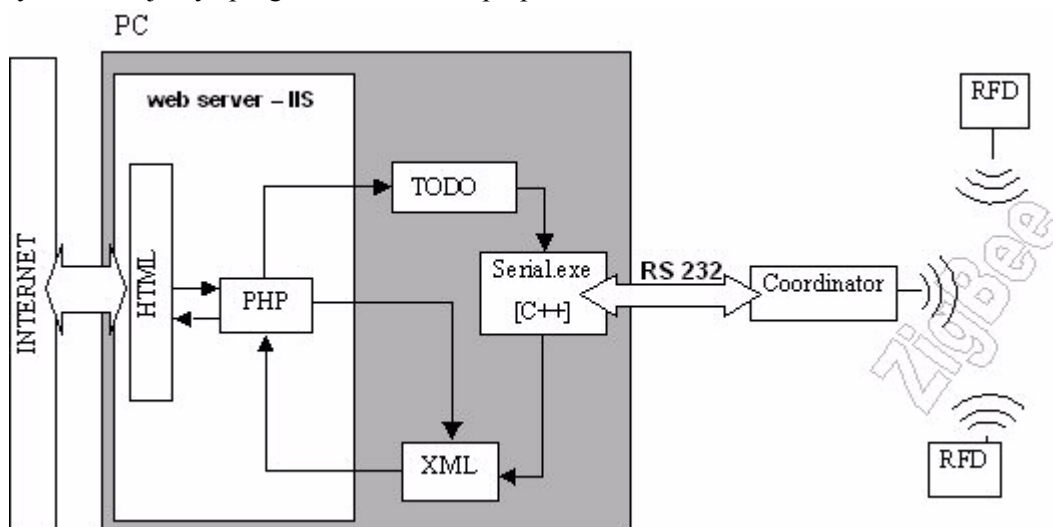 PC
web server – IIS
INTERNET
HTML
PHP
TODO
Serial.exe
[C++]
XML
RS 232
Coordinator
RFD
ZigBee
RFD